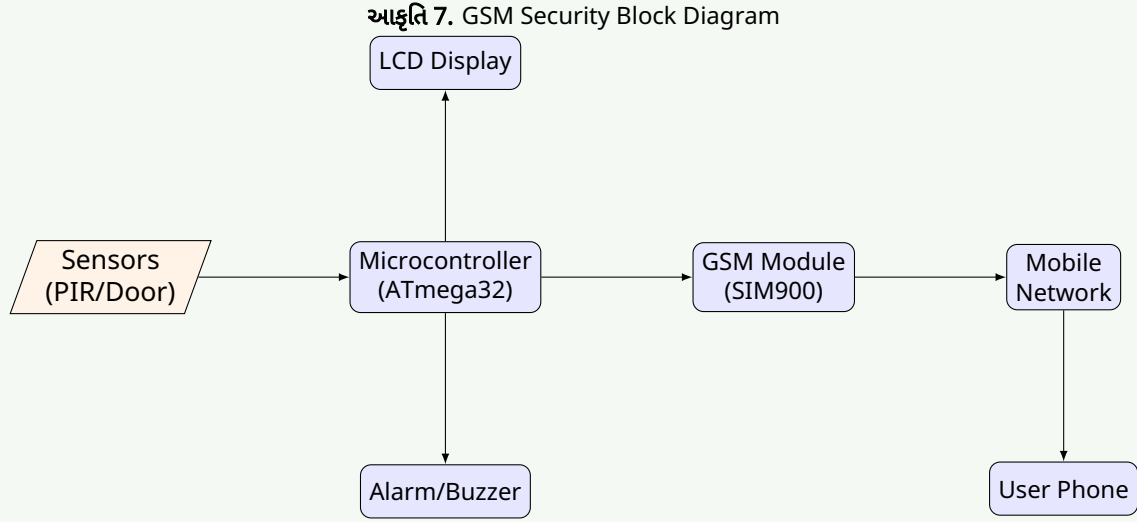 આકૃતિ 7. GSM Security Block Diagram
LCD Display
Sensors
(PIR/Door)
Microcontroller
(ATmega32)
GSM Module
(SIM900)
Mobile
Network
Alarm/Buzzer
User Phone